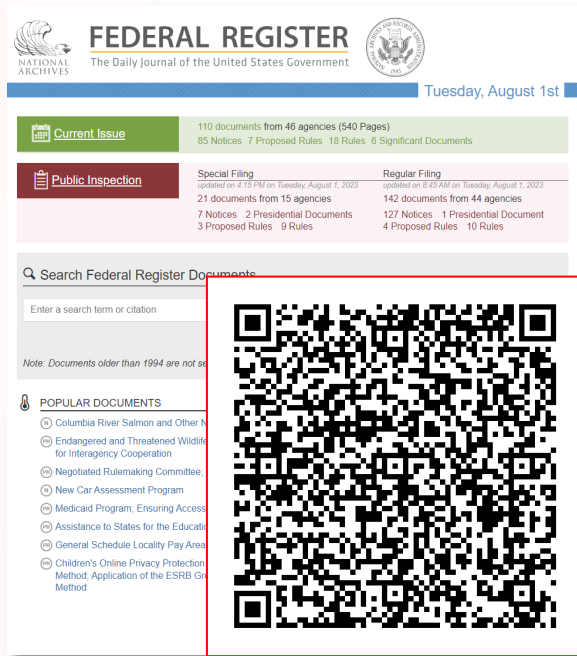 NATIONAL
ARCHIVES
FEDERAL REGISTER
The Daily Journal of the United States Government
Tuesday, August 1st
Current Issue
110 documents from 46 agencies (540 Pages)
85 Notices 7 Proposed Rules 18 Rules 6 Significant Documents
Public Inspection
Special Filing
updated on 4:15 PM on Tuesday, August 1, 2023
21 documents from 15 agencies
7 Notices 2 Presidential Documents
3 Proposed Rules 9 Rules
Regular Filing
updated on 8:45 AM on Tuesday, August 1, 2023
142 documents from 44 agencies
127 Notices 1 Presidential Document
4 Proposed Rules 10 Rules
Search Federal Register Documents
Enter a search term or citation
Note: Documents older than 1994 are not se
POPULAR DOCUMENTS
N Columbia River Salmon and Other N
PR Endangered and Threatened Wildlife
for Interagency Cooperation
PR Negotiated Rulemaking Committee;
N New Car Assessment Program
PR Medicaid Program; Ensuring Access
PR Assistance to States for the Educatio
PR General Schedule Locality Pay Area
PR Children's Online Privacy Protection
Method; Application of the ESRB Gr
Method